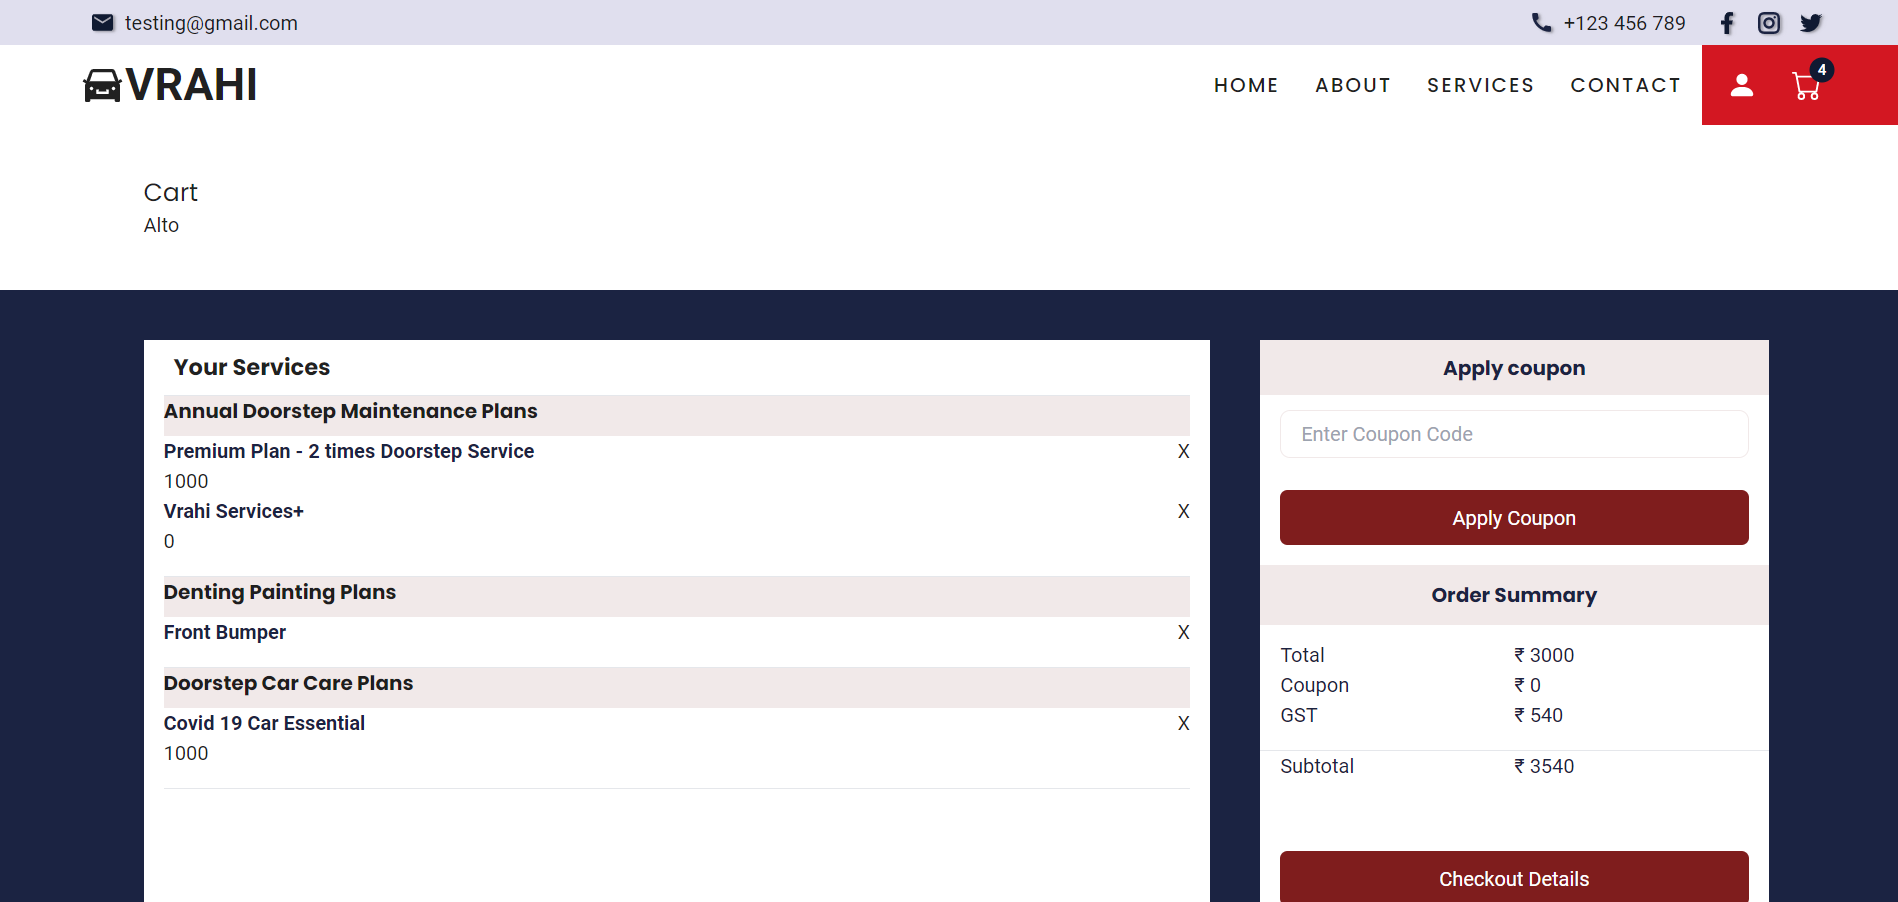 testing@gmail.com
+123 456 789
VRAHI
HOME
ABOUT
SERVICES
CONTACT
4
Cart
Alto
Your Services
Annual Doorstep Maintenance Plans
Premium Plan - 2 times Doorstep Service X
1000
Vrahi Services+ X
0
Denting Painting Plans
Front Bumper X
Doorstep Car Care Plans
Covid 19 Car Essential X
1000
Apply coupon
Enter Coupon Code
Apply Coupon
Order Summary
Total ₹ 3000
Coupon ₹ 0
GST ₹ 540
Subtotal ₹ 3540
Checkout Details